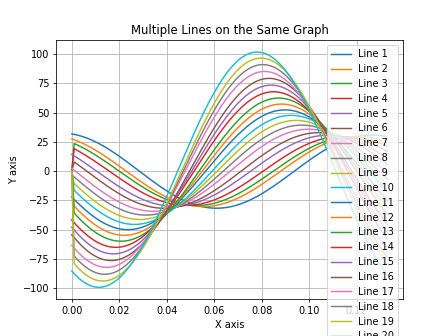 Multiple Lines on the Same Graph
100
75
50
25
0
−25
−50
−75
−100
Y axis
0.00
0.02
0.04
0.06
0.08
0.10
X axis
Line 1
Line 2
Line 3
Line 4
Line 5
Line 6
Line 7
Line 8
Line 9
Line 10
Line 11
Line 12
Line 13
Line 14
Line 15
Line 16
Line 17
Line 18
Line 19
Line 20